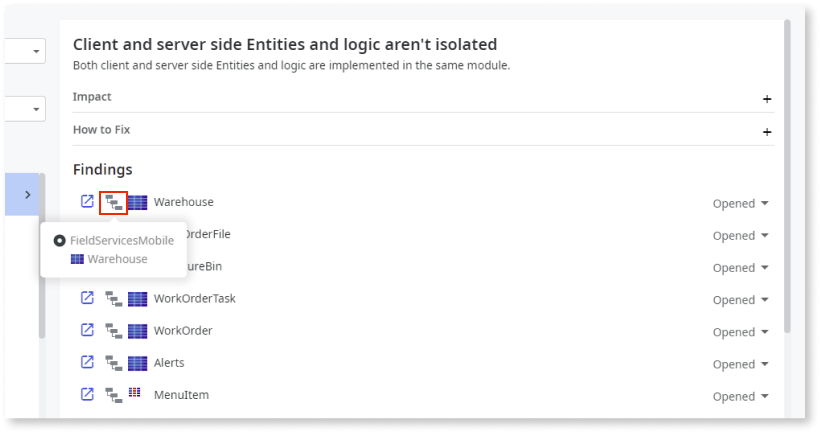 Client and server side Entities and logic aren't isolated
Both client and server side Entities and logic are implemented in the same module.
Impact
How to Fix
Findings
Warehouse Opened
OrderFile Opened
ureBin Opened
FieldServicesMobile
Warehouse
WorkOrderTask Opened
WorkOrder Opened
Alerts Opened
MenuItem Opened